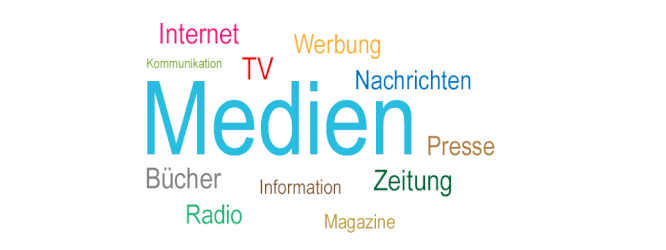 Internet
Werbung
Kommunikation
TV
Nachrichten
Medien
Presse
Bücher
Information
Zeitung
Radio
Magazine